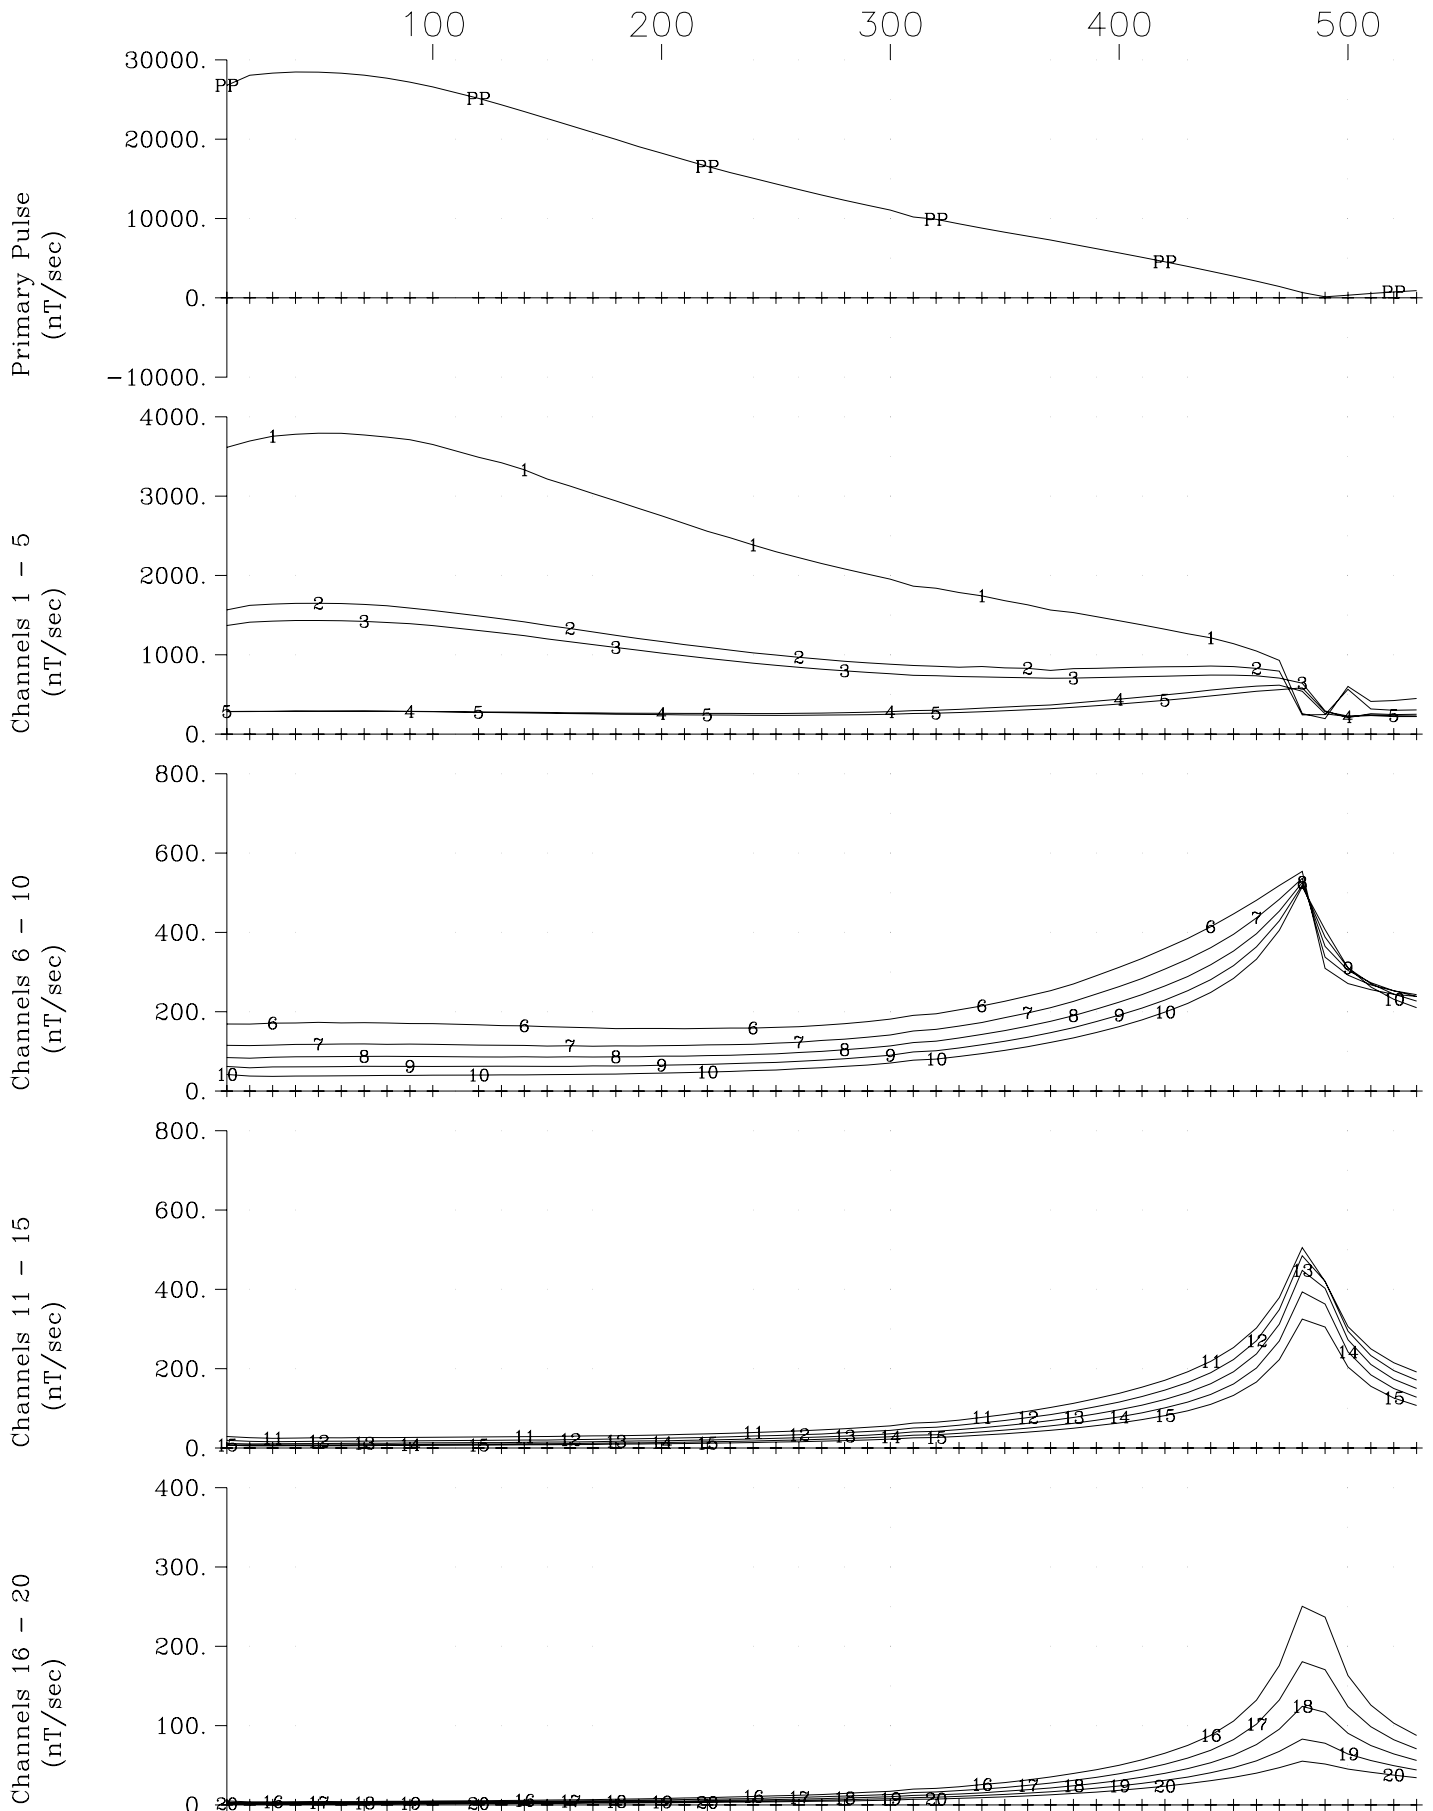 100 200 300 400 500
Primary Pulse
(nT/sec)
30000.
20000.
10000.
0.
-10000.
PP PP PP PP PP PP
Channels 1 - 5
(nT/sec)
4000.
3000.
2000.
1000.
0.
1 1 1 1 1
2 2 2 2 2
3 3 3 3 3
4 4 4 4 4
5 5 5 5 5 5
Channels 6 - 10
(nT/sec)
800.
600.
400.
200.
0.
6 6 6 6 6
7 7 7 7 7
8 8 8 8
9 9 9 9 9
10 10 10 10 10 10
Channels 11 - 15
(nT/sec)
800.
600.
400.
200.
0.
11 11 11 11 11
12 12 12 12 12
13 13 13 13 13
14 14 14 14 14
15 15 15 15 15 15
Channels 16 - 20
(nT/sec)
400.
300.
200.
100.
0.
16 16 16 16 16
17 17 17 17 17
18 18 18 18 18
19 19 19 19 19
20 20 20 20 20 20